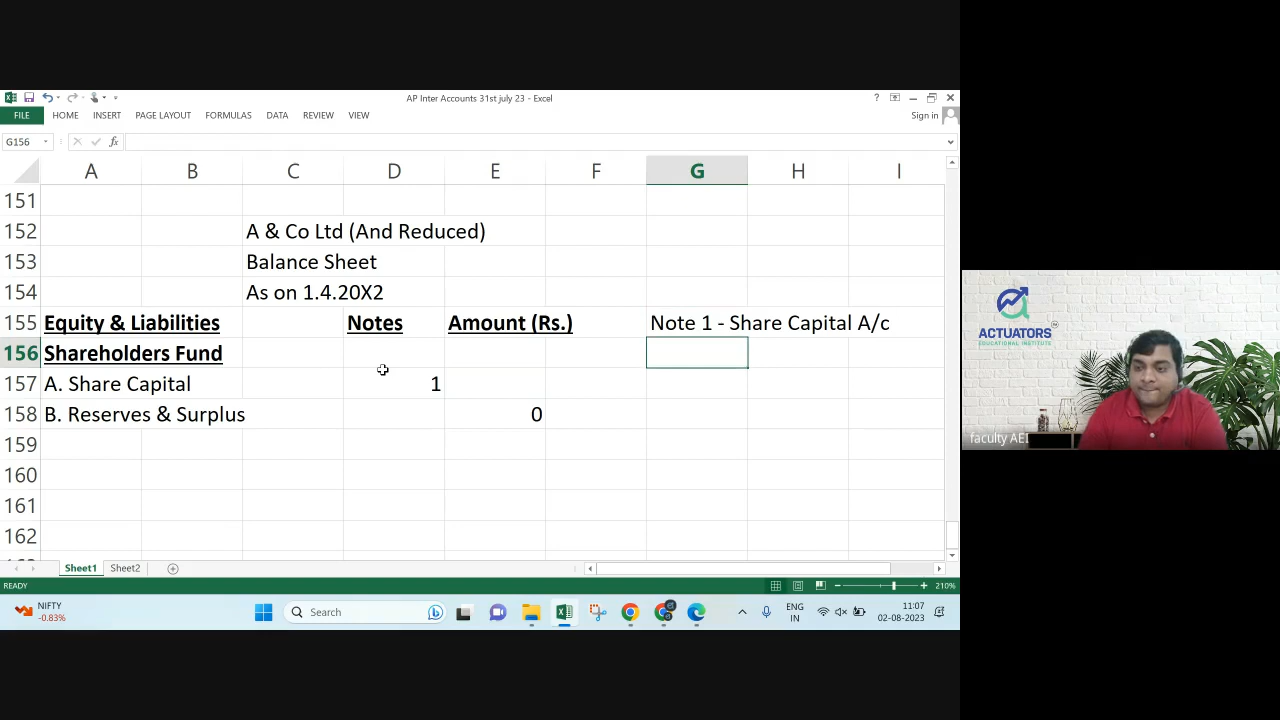 AP Inter Accounts 31st july 23 - Excel
FILE HOME INSERT PAGE LAYOUT FORMULAS DATA REVIEW VIEW Sign in
G156 fx
A B C D E F G H I
151
152 A & Co Ltd (And Reduced)
153 Balance Sheet
154 As on 1.4.20X2
155 Equity & Liabilities Notes Amount (Rs.) Note 1 - Share Capital A/c
156 Shareholders Fund
157 A. Share Capital 1
158 B. Reserves & Surplus 0
159
160
161
162
Sheet1 Sheet2
READY 210%
NIFTY
-0.83%
Search
ENG
IN
11:07
02-08-2023
ACTUATORS
EDUCATIONAL INSTITUTE
faculty AEI